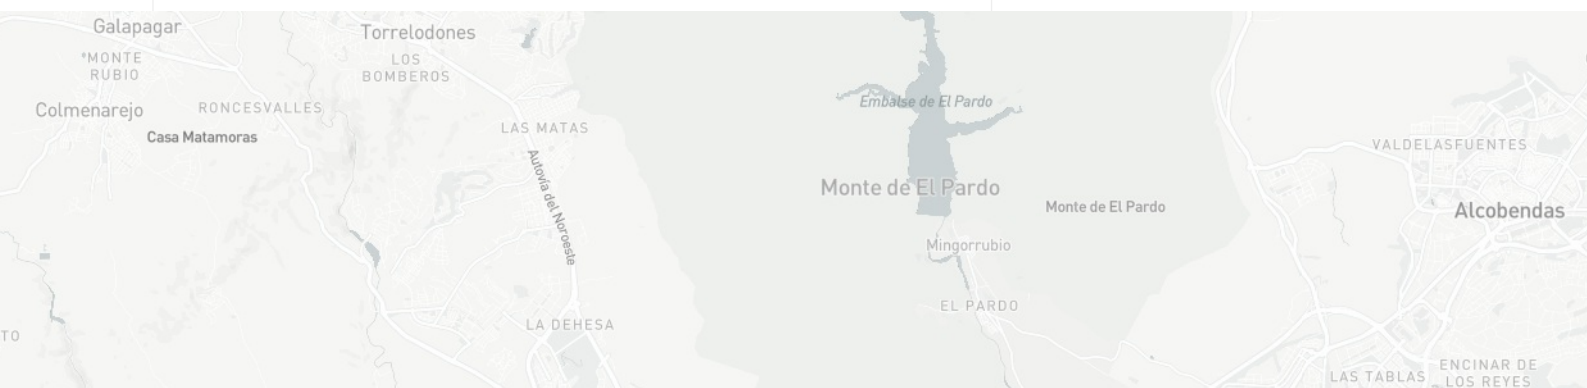 Galapagar
Torrelodones
MONTE
RUBIO
LOS
BOMBEROS
Colmenarejo
RONCESVALLES
Casa Matamoras
LAS MATAS
Autovía del Noroeste
Embalse de El Pardo
Monte de El Pardo
Monte de El Pardo
VALDELASFUENTES
Alcobendas
Mingorrubio
EL PARDO
LA DEHESA
TO
LAS TABLAS
ENCINAR DE
LOS REYES